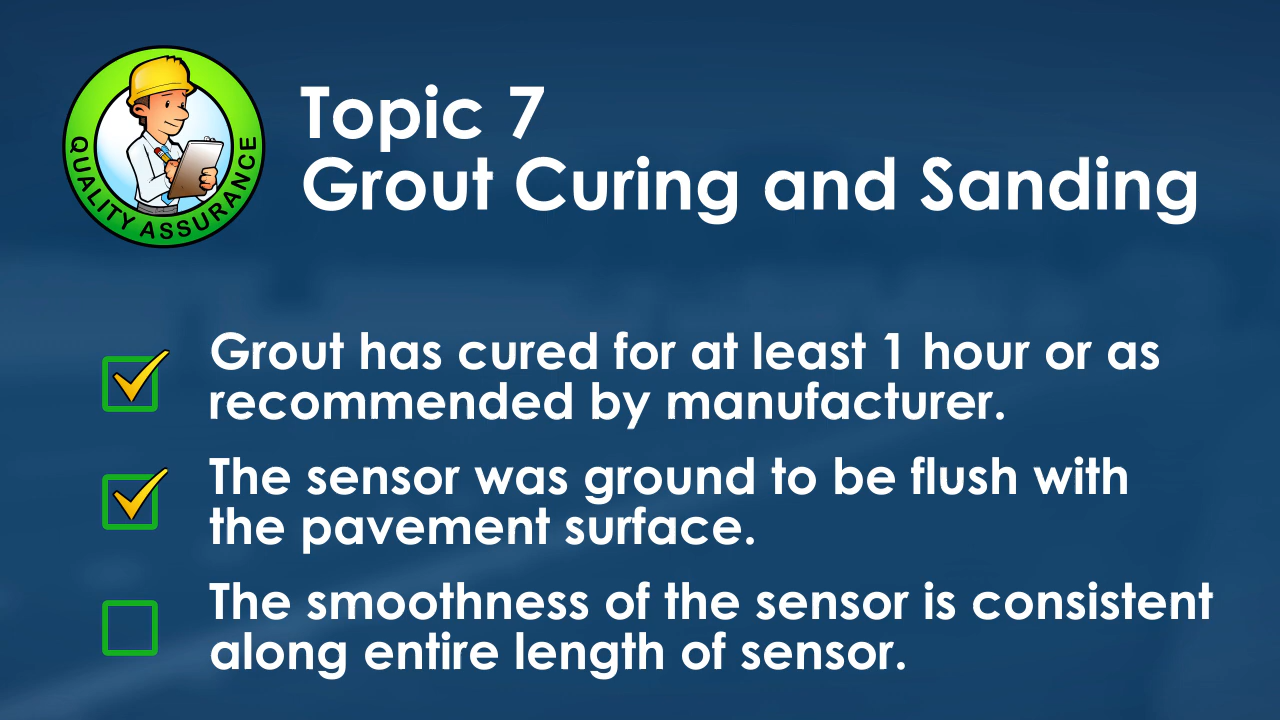 QUALITY ASSURANCE
Topic 7
Grout Curing and Sanding
Grout has cured for at least 1 hour or as
recommended by manufacturer.
The sensor was ground to be flush with
the pavement surface.
The smoothness of the sensor is consistent
along entire length of sensor.